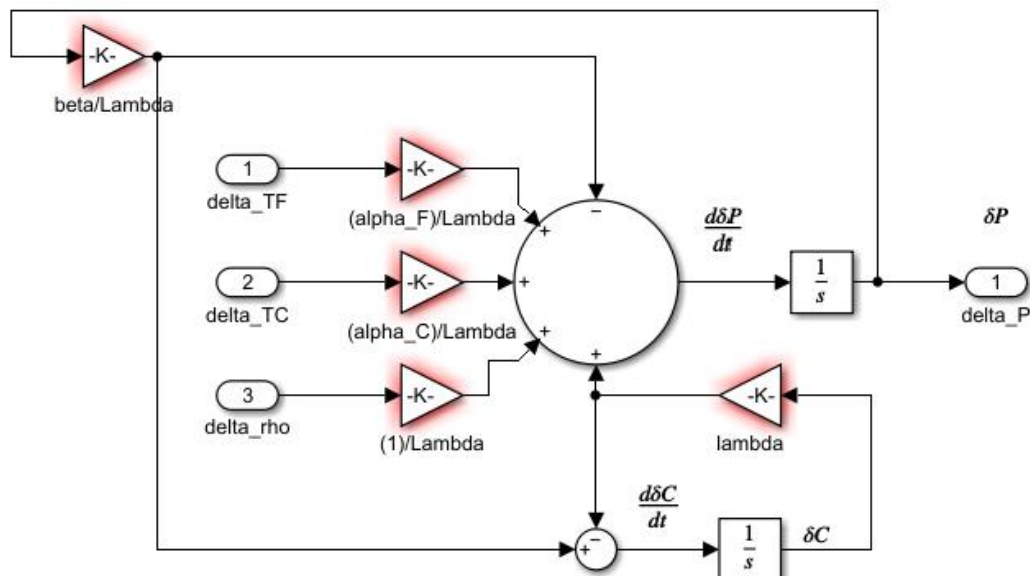 -K-
beta/Lambda
1
delta_TF
-K-
(alpha_F)/Lambda
2
delta_TC
-K-
(alpha_C)/Lambda
3
delta_rho
-K-
(1)/Lambda
−
+
+
+
+
dδP
dt
1
s
δP
1
delta_P
-K-
lambda
+
−
dδC
dt
1
s
δC